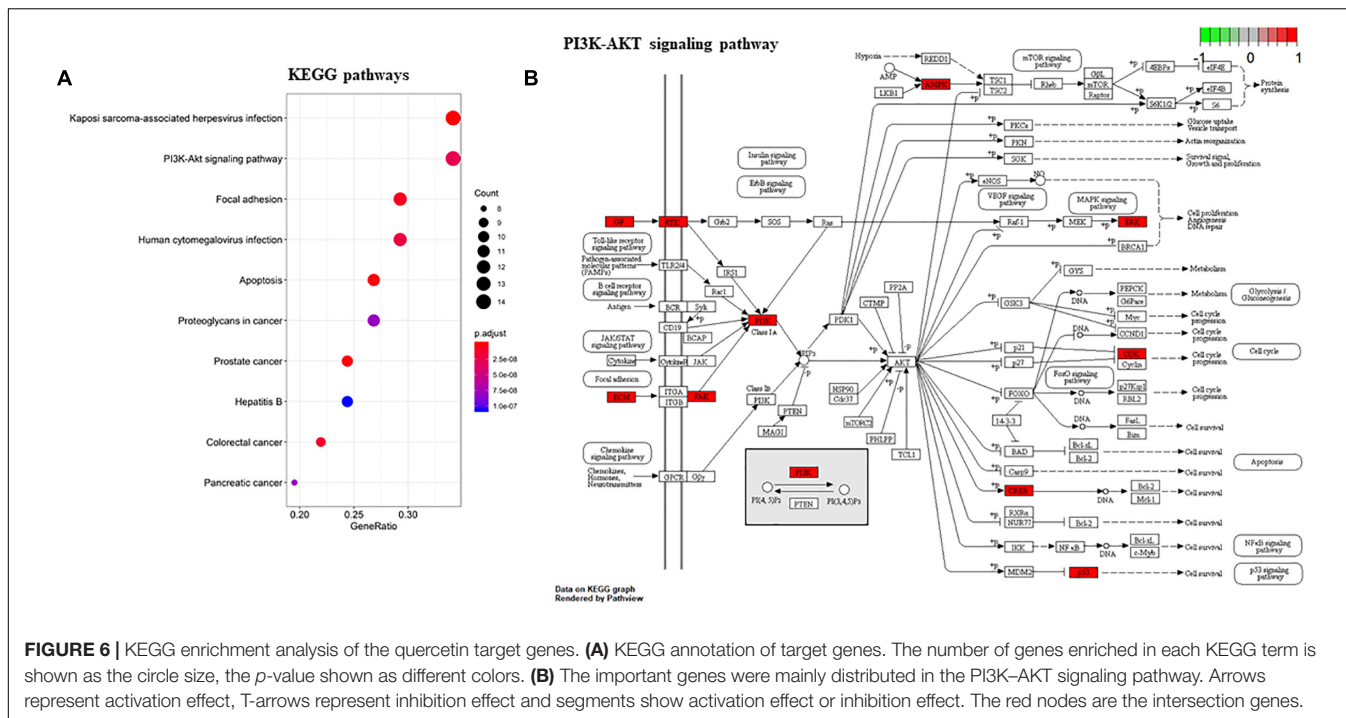 PI3K-AKT signaling pathway
A
KEGG pathways
Kaposi sarcoma-associated herpesvirus infection
PI3K-Akt signaling pathway
Focal adhesion
Human cytomegalovirus infection
Apoptosis
Proteoglycans in cancer
Prostate cancer
Hepatitis B
Colorectal cancer
Pancreatic cancer
0.20 0.25 0.30
GeneRatio
Count
8
9
10
11
12
13
14
p.adjust
2.5e-08
5.0e-08
7.5e-08
1.0e-07
B
-1 0 1
Hypoxia
REDD1
AMP
LKB1
AMPK
TSC1
TSC2
+p
Rheb
mTOR signaling
pathway
GβL
mTOR
Raptor
+p
4EBPs
+p
eIF4E
S6K1/2
+p
eIF4B
S6
Protein
synthesis
+p
PKCs
Glucose uptake
Vesicle transport
+p
PKN
Actin reorganization
+p
SGK
Survival signal,
Growth and proliferation
Insulin signaling
pathway
ErbB signaling
pathway
+p
eNOS
NO
VEGF signaling
pathway
MAPK signaling
pathway
GF
RTK
Grb2
SOS
Ras
Raf-1
+p
MEK
+p
ERK
+p
BRCA1
Cell proliferation
Angiogenesis
DNA repair
Toll-like receptor
signaling pathway
Pathogen-associated
molecular patterns
(PAMPs)
TLR2/4
Rac1
IRS1
B cell receptor
signaling pathway
Antigen
BCR
Syk
+p
CD19
BCAP
PI3K
Class IA
JAK/STAT
signaling pathway
Cytokine
CytokineR
JAK
Focal adhesion
ECM
ITGA
ITGB
FAK
Class IB
PI3K
PTEN
MAGI
PIP3
-p
Chemokine
signaling pathway
Chemokines,
Hormones,
Neurotransmitters
GPCR
Gβγ
PDK1
CTMP
PP2A
-p
+p
AKT
+p
-p
HSP90
Cdc37
mTORC2
PHLPP
TCL1
PI3K
PI(4,5)P2
PTEN
PI(3,4,5)P3
GYS
Metabolism
+p
GSK3
DNA
PEPCK
G6Pase
Metabolism
Glycolysis /
Gluconeogenesis
+p
Myc
Cell cycle
progression
DNA
CCND1
Cell cycle
progression
+p
p21
+p
p27
CDK
Cyclin
Cell cycle
progression
Cell cycle
+p
FOXO
FoxO signaling
pathway
DNA
p27Kip1
RBL2
Cell cycle
progression
14-3-3
DNA
FasL
Bim
Cell survival
+p
BAD
Bcl-xL
Bcl-2
Cell survival
Apoptosis
+p
Casp9
Cell survival
+p
CREB
DNA
Bcl-2
Mcl-1
Cell survival
+p
RXRα
NUR77
Bcl-2
Cell survival
+p
IKK
NFκB
DNA
Bcl-xL
c-Myb
Cell survival
NFκB signaling
pathway
+p
MDM2
p53
Cell survival
p53 signaling
pathway
Data on KEGG graph
Rendered by Pathview
FIGURE 6 | KEGG enrichment analysis of the quercetin target genes. (A) KEGG annotation of target genes. The number of genes enriched in each KEGG term is
shown as the circle size, the p-value shown as different colors. (B) The important genes were mainly distributed in the PI3K–AKT signaling pathway. Arrows
represent activation effect, T-arrows represent inhibition effect and segments show activation effect or inhibition effect. The red nodes are the intersection genes.